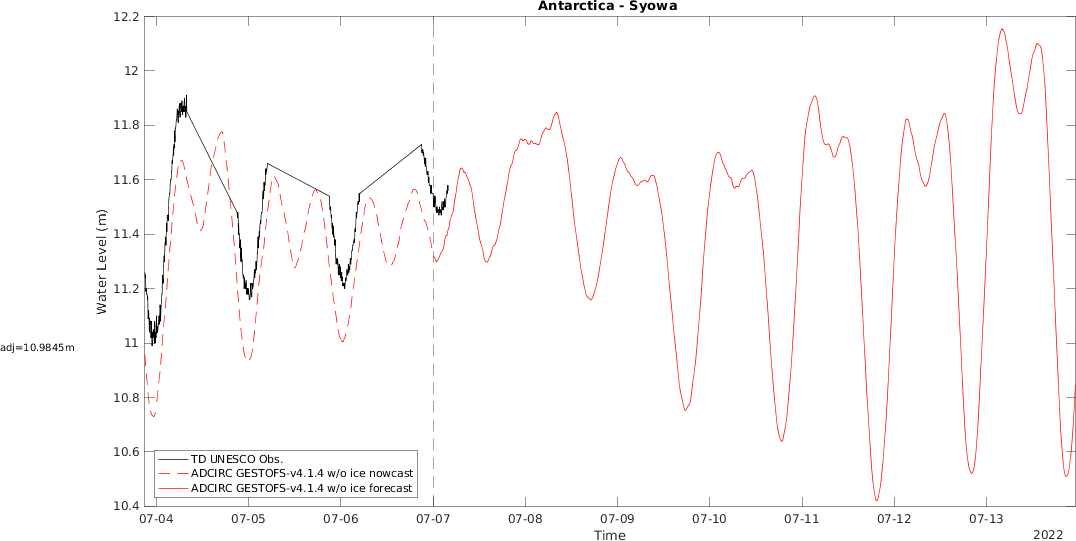 Antarctica - Syowa
12.2
12
11.8
11.6
11.4
11.2
11
10.8
10.6
10.4
Water Level (m)
adj=10.9845m
TD UNESCO Obs.
ADCIRC GESTOFS-v4.1.4 w/o ice nowcast
ADCIRC GESTOFS-v4.1.4 w/o ice forecast
07-04 07-05 07-06 07-07 07-08 07-09 07-10 07-11 07-12 07-13
Time
2022